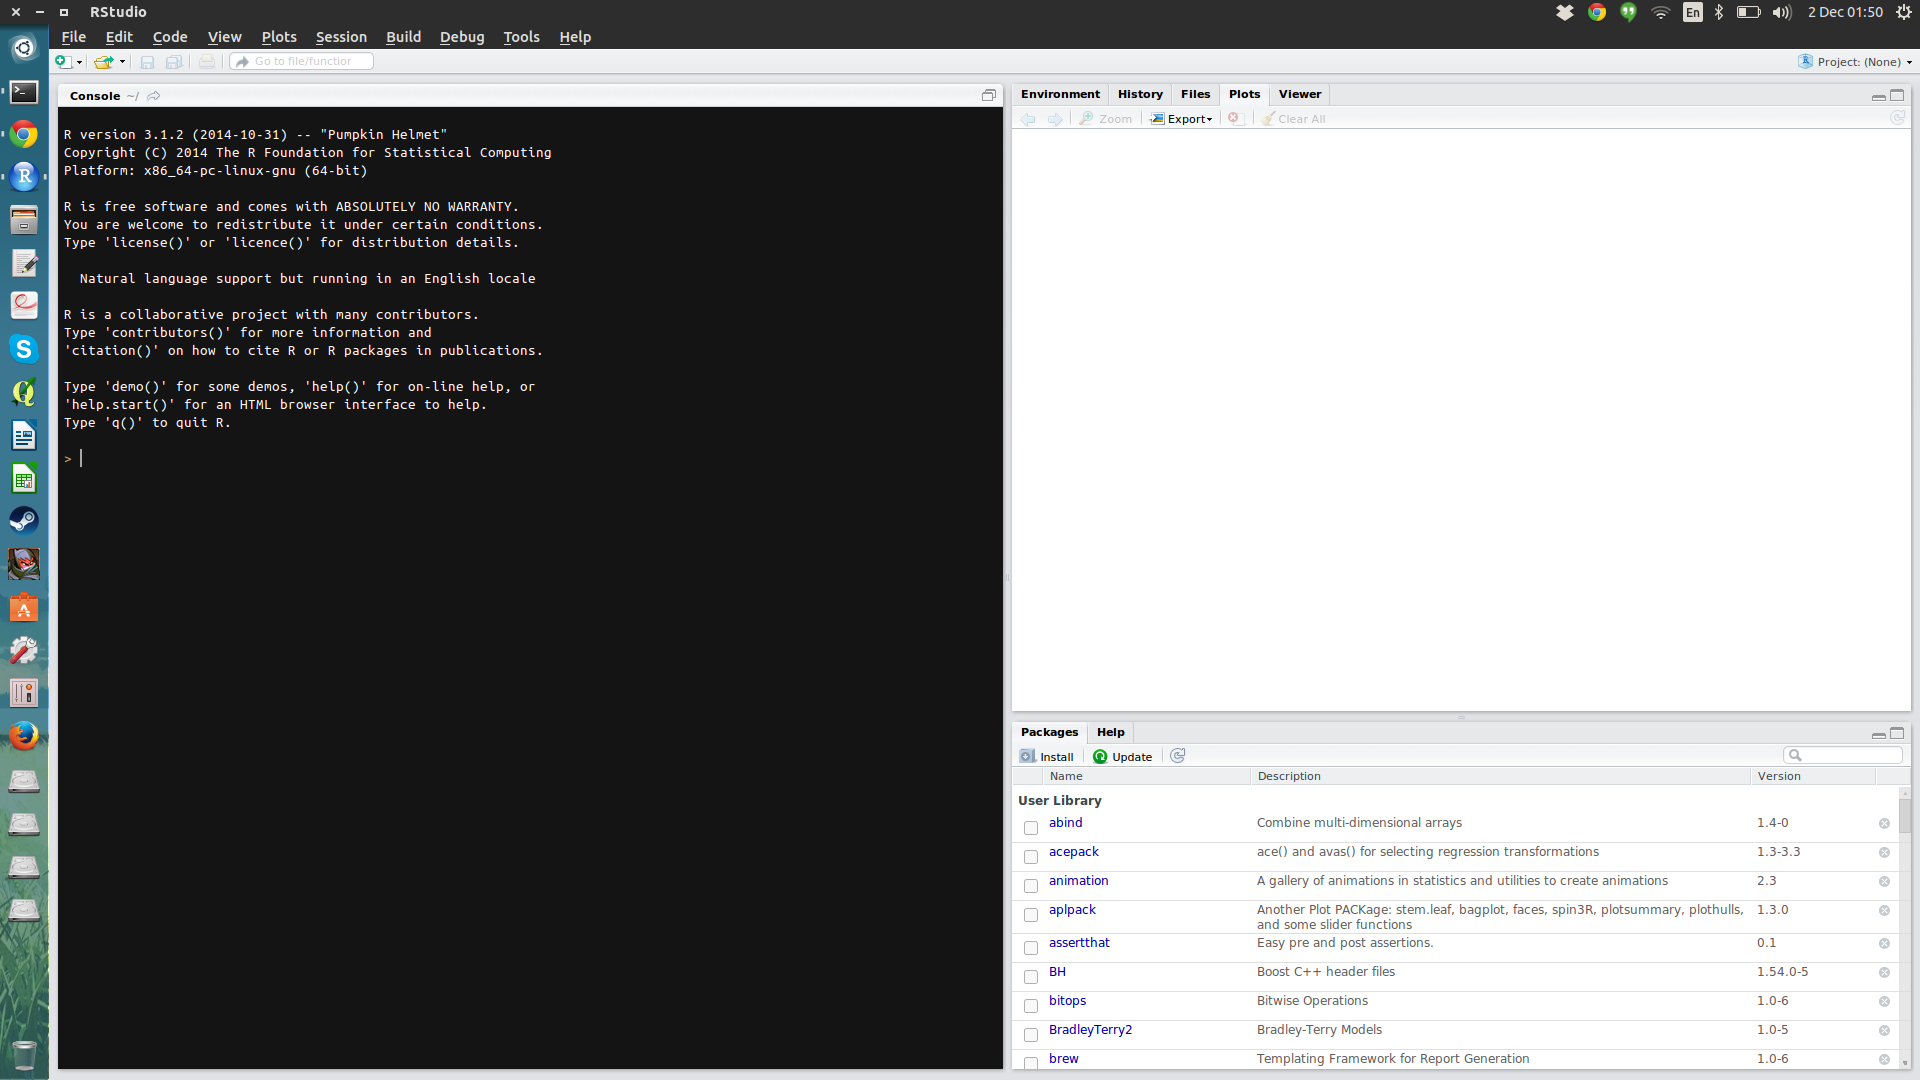 RStudio
En
2 Dec 01:50
File Edit Code View Plots Session Build Debug Tools Help
Go to file/function
Project: (None)
Console ~/
R version 3.1.2 (2014-10-31) -- "Pumpkin Helmet"
Copyright (C) 2014 The R Foundation for Statistical Computing
Platform: x86_64-pc-linux-gnu (64-bit)
R is free software and comes with ABSOLUTELY NO WARRANTY.
You are welcome to redistribute it under certain conditions.
Type 'license()' or 'licence()' for distribution details.
Natural language support but running in an English locale
R is a collaborative project with many contributors.
Type 'contributors()' for more information and
'citation()' on how to cite R or R packages in publications.
Type 'demo()' for some demos, 'help()' for on-line help, or
'help.start()' for an HTML browser interface to help.
Type 'q()' to quit R.
>
Environment History Files Plots Viewer
Zoom Export Clear All
Packages Help
Install Update
Name Description Version
User Library
abind Combine multi-dimensional arrays 1.4-0
acepack ace() and avas() for selecting regression transformations 1.3-3.3
animation A gallery of animations in statistics and utilities to create animations 2.3
aplpack Another Plot PACKage: stem.leaf, bagplot, faces, spin3R, plotsummary, plothulls, 1.3.0
and some slider functions
assertthat Easy pre and post assertions. 0.1
BH Boost C++ header files 1.54.0-5
bitops Bitwise Operations 1.0-6
BradleyTerry2 Bradley-Terry Models 1.0-5
brew Templating Framework for Report Generation 1.0-6